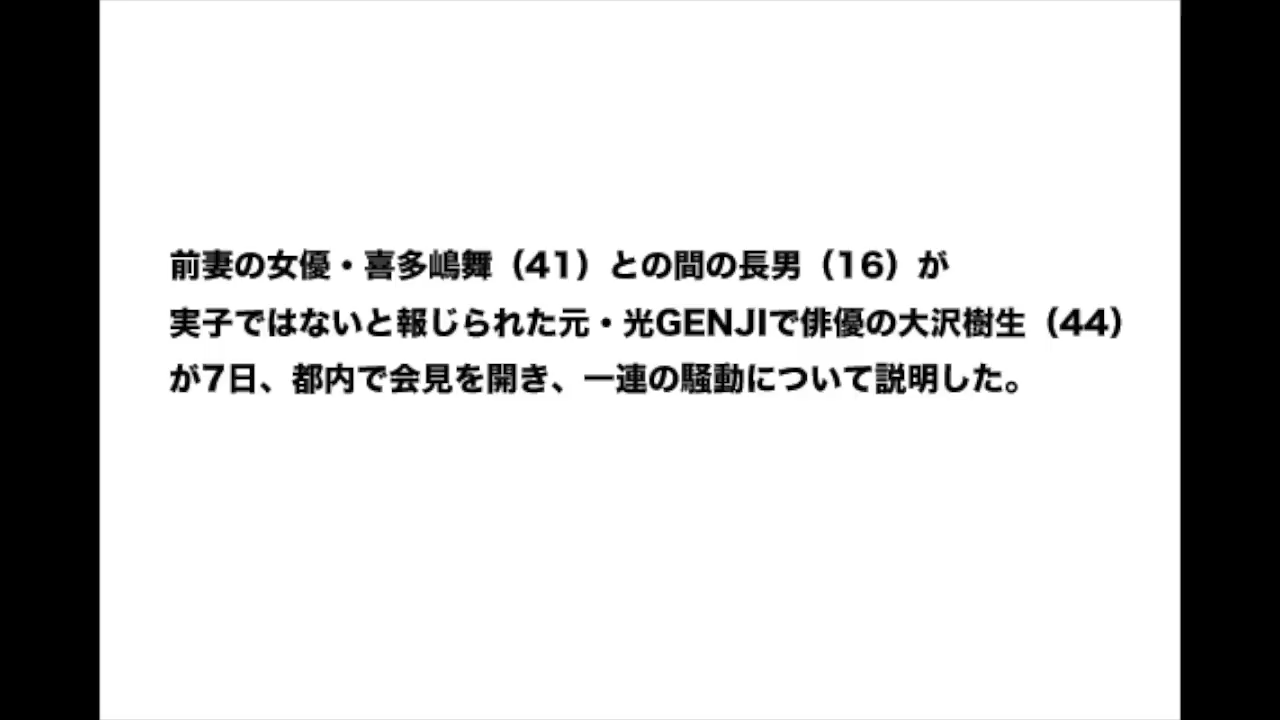 前妻の女優・喜多嶋舞（41）との間の長男（16）が
実子ではないと報じられた元・光GENJIで俳優の大沢樹生（44）
が7日、都内で会見を開き、一連の騒動について説明した。